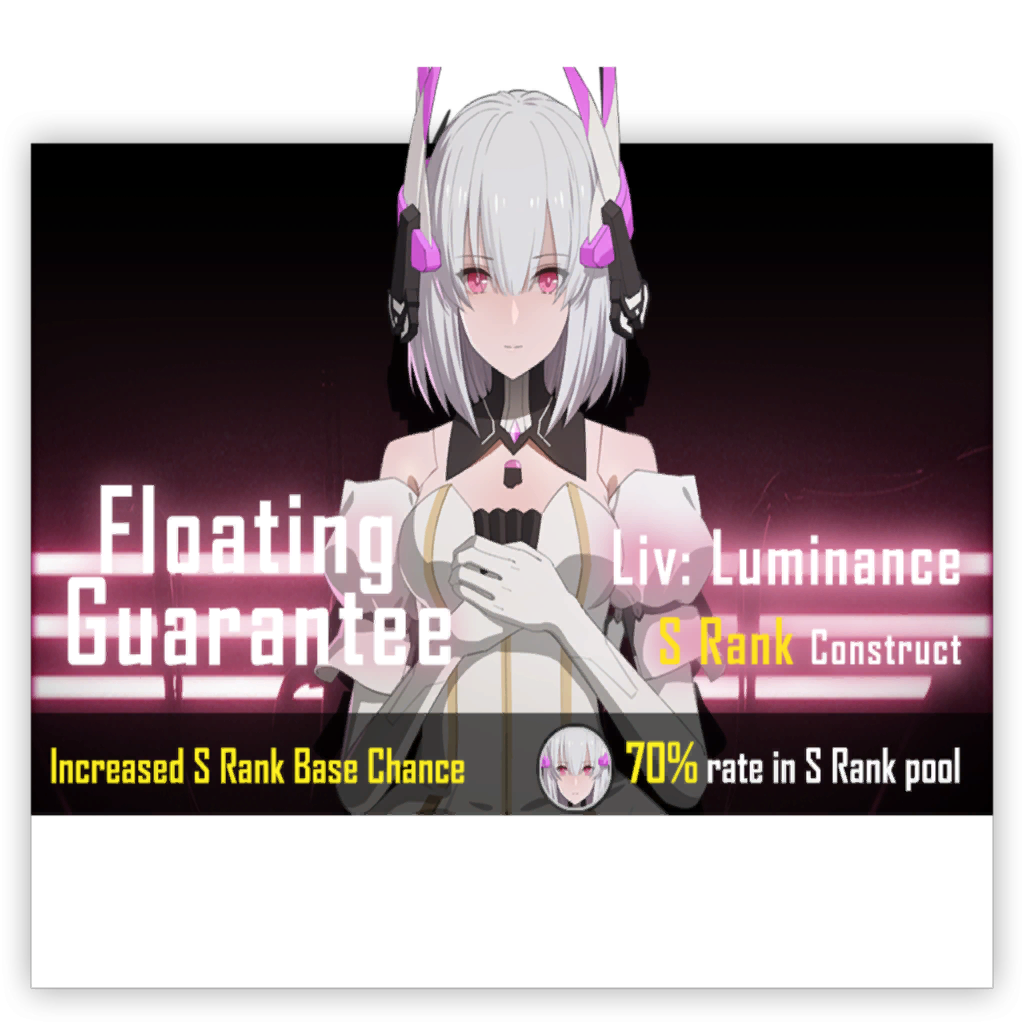 Floating
Guarantee
Liv: Luminance
S Rank Construct
Increased S Rank Base Chance
70% rate in S Rank pool